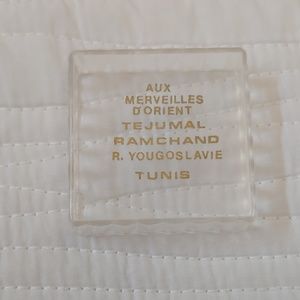 AUX
MERVEILLES
D'ORIENT
TEJUMAL
RAMCHAND
R. YOUGOSLAVIE
TUNIS